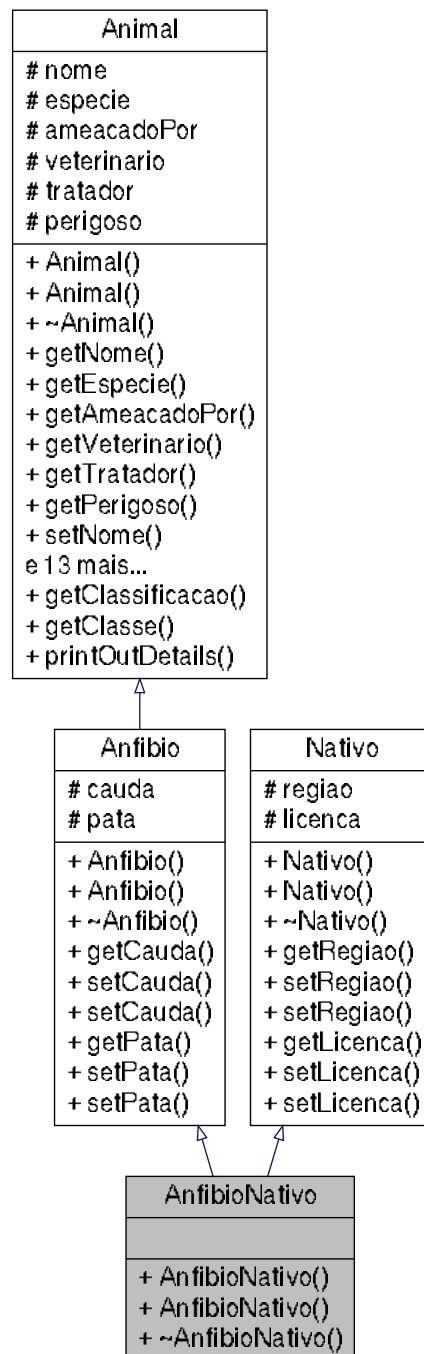 Animal
# nome
# especie
# ameacadoPor
# veterinario
# tratador
# perigoso
+ Animal()
+ Animal()
+ ~Animal()
+ getNome()
+ getEspecie()
+ getAmeacadoPor()
+ getVeterinario()
+ getTratador()
+ getPerigoso()
+ setNome()
e 13 mais...
+ getClassificacao()
+ getClasse()
+ printOutDetails()
Anfibio
# cauda
# pata
+ Anfibio()
+ Anfibio()
+ ~Anfibio()
+ getCauda()
+ setCauda()
+ setCauda()
+ getPata()
+ setPata()
+ setPata()
Nativo
# regiao
# licenca
+ Nativo()
+ Nativo()
+ ~Nativo()
+ getRegiao()
+ setRegiao()
+ setRegiao()
+ getLicenca()
+ setLicenca()
+ setLicenca()
AnfibioNativo
+ AnfibioNativo()
+ AnfibioNativo()
+ ~AnfibioNativo()